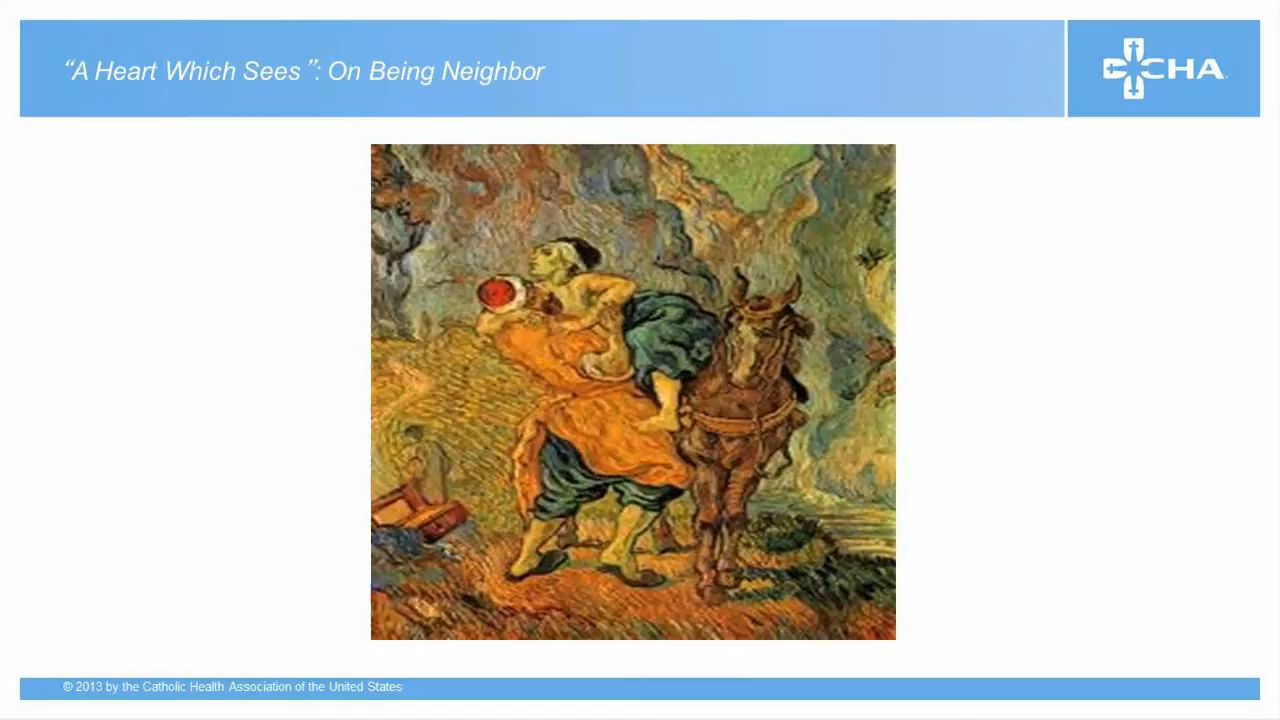 “A Heart Which Sees ”: On Being Neighbor
CHA
© 2013 by the Catholic Health Association of the United States